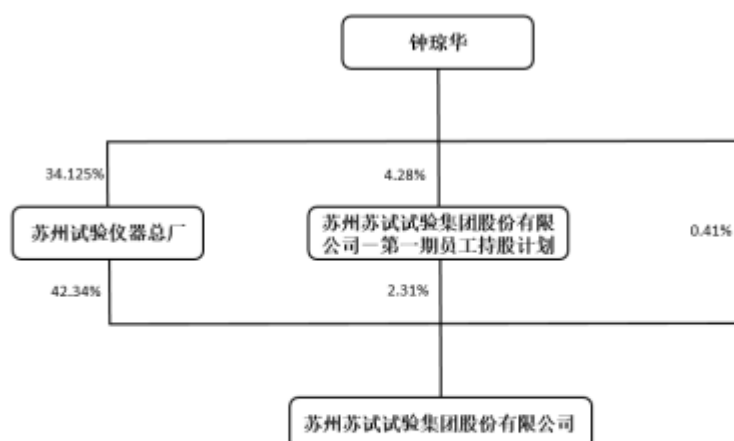 钟琼华
34.125%
4.28%
苏州试验仪器总厂
苏州苏试试验集团股份有限
公司－第一期员工持股计划
0.41%
42.34%
2.31%
苏州苏试试验集团股份有限公司